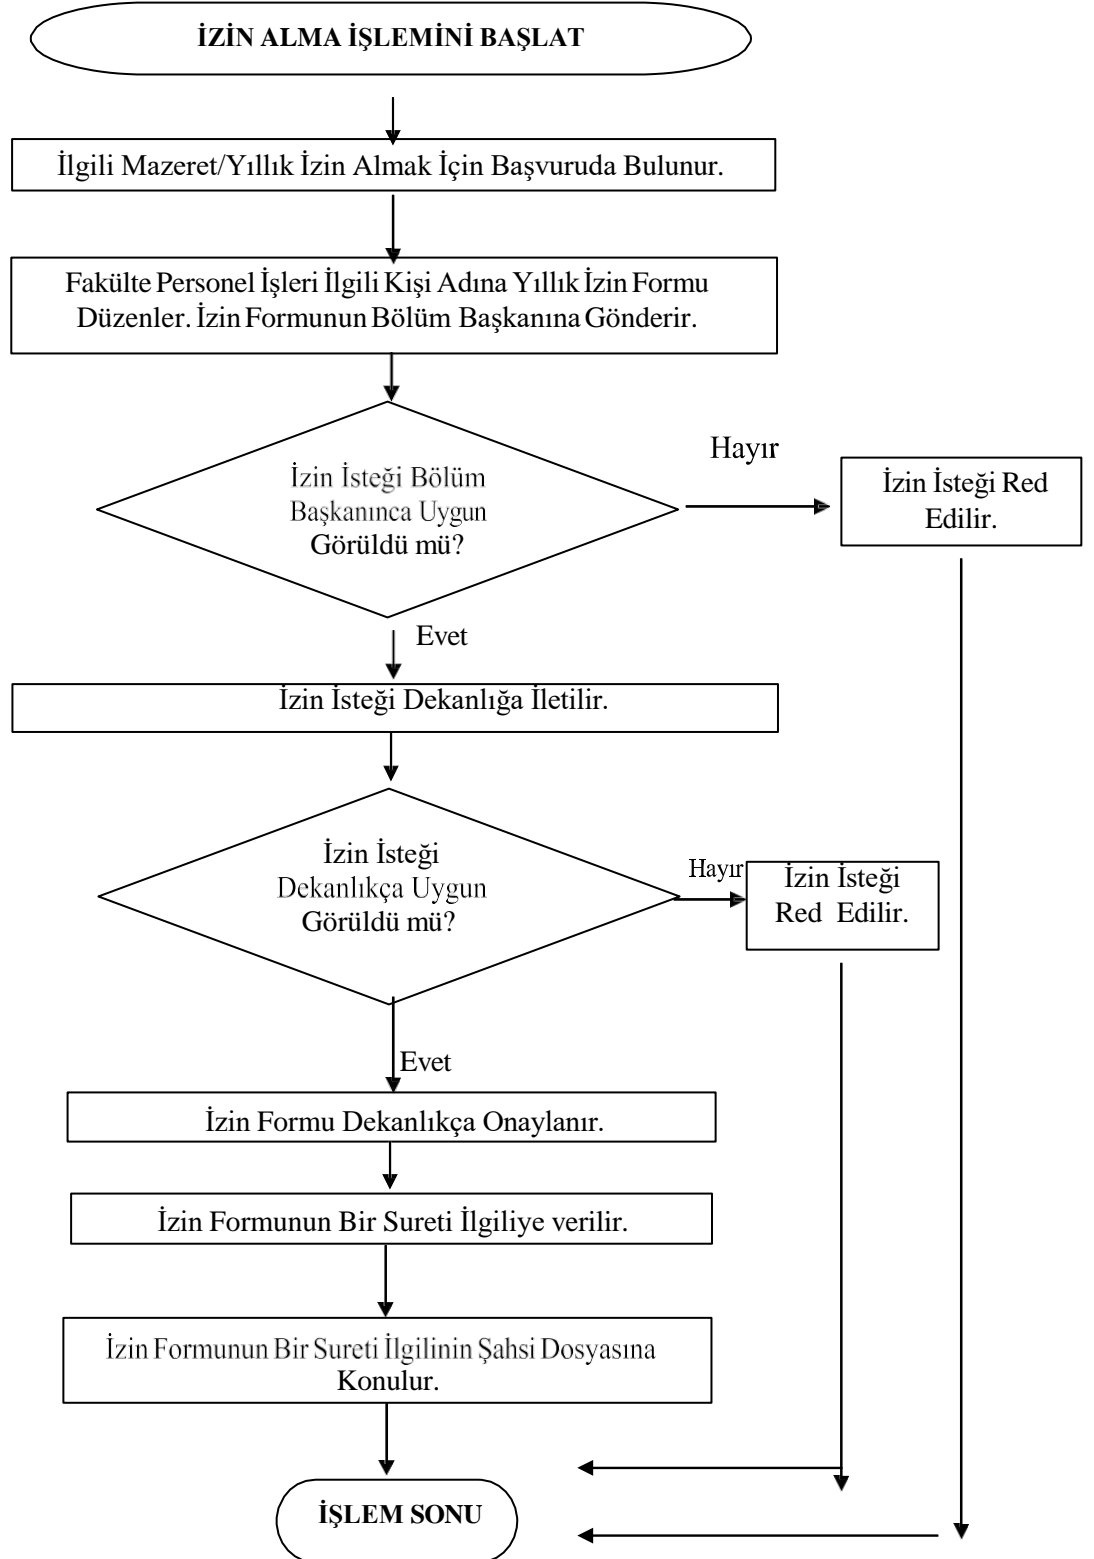 İZİN ALMA İŞLEMİNİ BAŞLAT
İlgili Mazeret/Yıllık İzin Almak İçin Başvuruda Bulunur.
Fakülte Personel İşleri İlgili Kişi Adına Yıllık İzin Formu
Düzenler. İzin Formunun Bölüm Başkanına Gönderir.
İzin İsteği Bölüm
Başkanınca Uygun
Görüldü mü?
Hayır
İzin İsteği Red
Edilir.
Evet
İzin İsteği Dekanlığa İletilir.
İzin İsteği
Dekanlıkça Uygun
Görüldü mü?
Hayır
İzin İsteği
Red Edilir.
Evet
İzin Formu Dekanlıkça Onaylanır.
İzin Formunun Bir Sureti İlgiliye verilir.
İzin Formunun Bir Sureti İlgilinin Şahsi Dosyasına
Konulur.
İŞLEM SONU